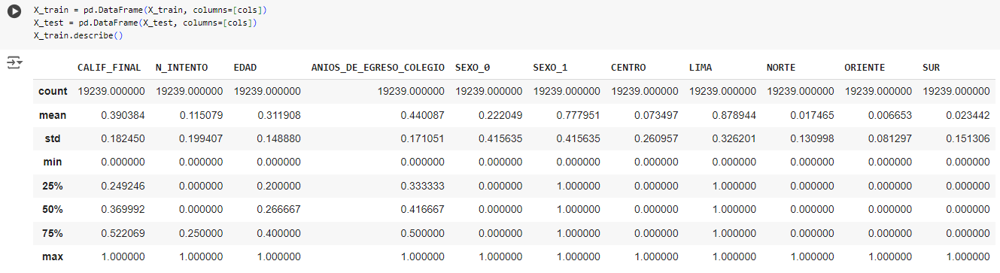 X_train = pd.DataFrame(X_train, columns=[cols])
X_test = pd.DataFrame(X_test, columns=[cols])
X_train.describe()
CALIF_FINAL N_INTENTO EDAD ANIOS_DE_EGRESO_COLEGIO SEXO_0 SEXO_1 CENTRO LIMA NORTE ORIENTE SUR
count 19239.000000 19239.000000 19239.000000 19239.000000 19239.000000 19239.000000 19239.000000 19239.000000 19239.000000 19239.000000 19239.000000
mean 0.390384 0.115079 0.311908 0.440087 0.222049 0.777951 0.073497 0.878944 0.017465 0.006653 0.023442
std 0.182450 0.199407 0.148880 0.171051 0.415635 0.415635 0.260957 0.326201 0.130998 0.081297 0.151306
min 0.000000 0.000000 0.000000 0.000000 0.000000 0.000000 0.000000 0.000000 0.000000 0.000000 0.000000
25% 0.249246 0.000000 0.200000 0.333333 0.000000 1.000000 0.000000 1.000000 0.000000 0.000000 0.000000
50% 0.369992 0.000000 0.266667 0.416667 0.000000 1.000000 0.000000 1.000000 0.000000 0.000000 0.000000
75% 0.522069 0.250000 0.400000 0.500000 0.000000 1.000000 0.000000 1.000000 0.000000 0.000000 0.000000
max 1.000000 1.000000 1.000000 1.000000 1.000000 1.000000 1.000000 1.000000 1.000000 1.000000 1.000000